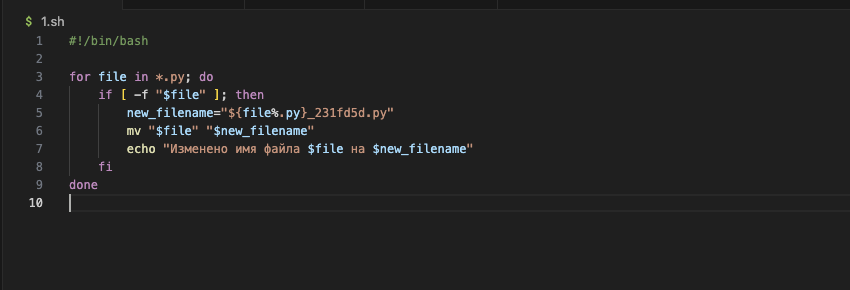 $ 1.sh
1 #!/bin/bash
2
3 for file in *.py; do
4 if [ -f "$file" ]; then
5 new_filename="${file%.py}_231fd5d.py"
6 mv "$file" "$new_filename"
7 echo "Изменено имя файла $file на $new_filename"
8 fi
9 done
10